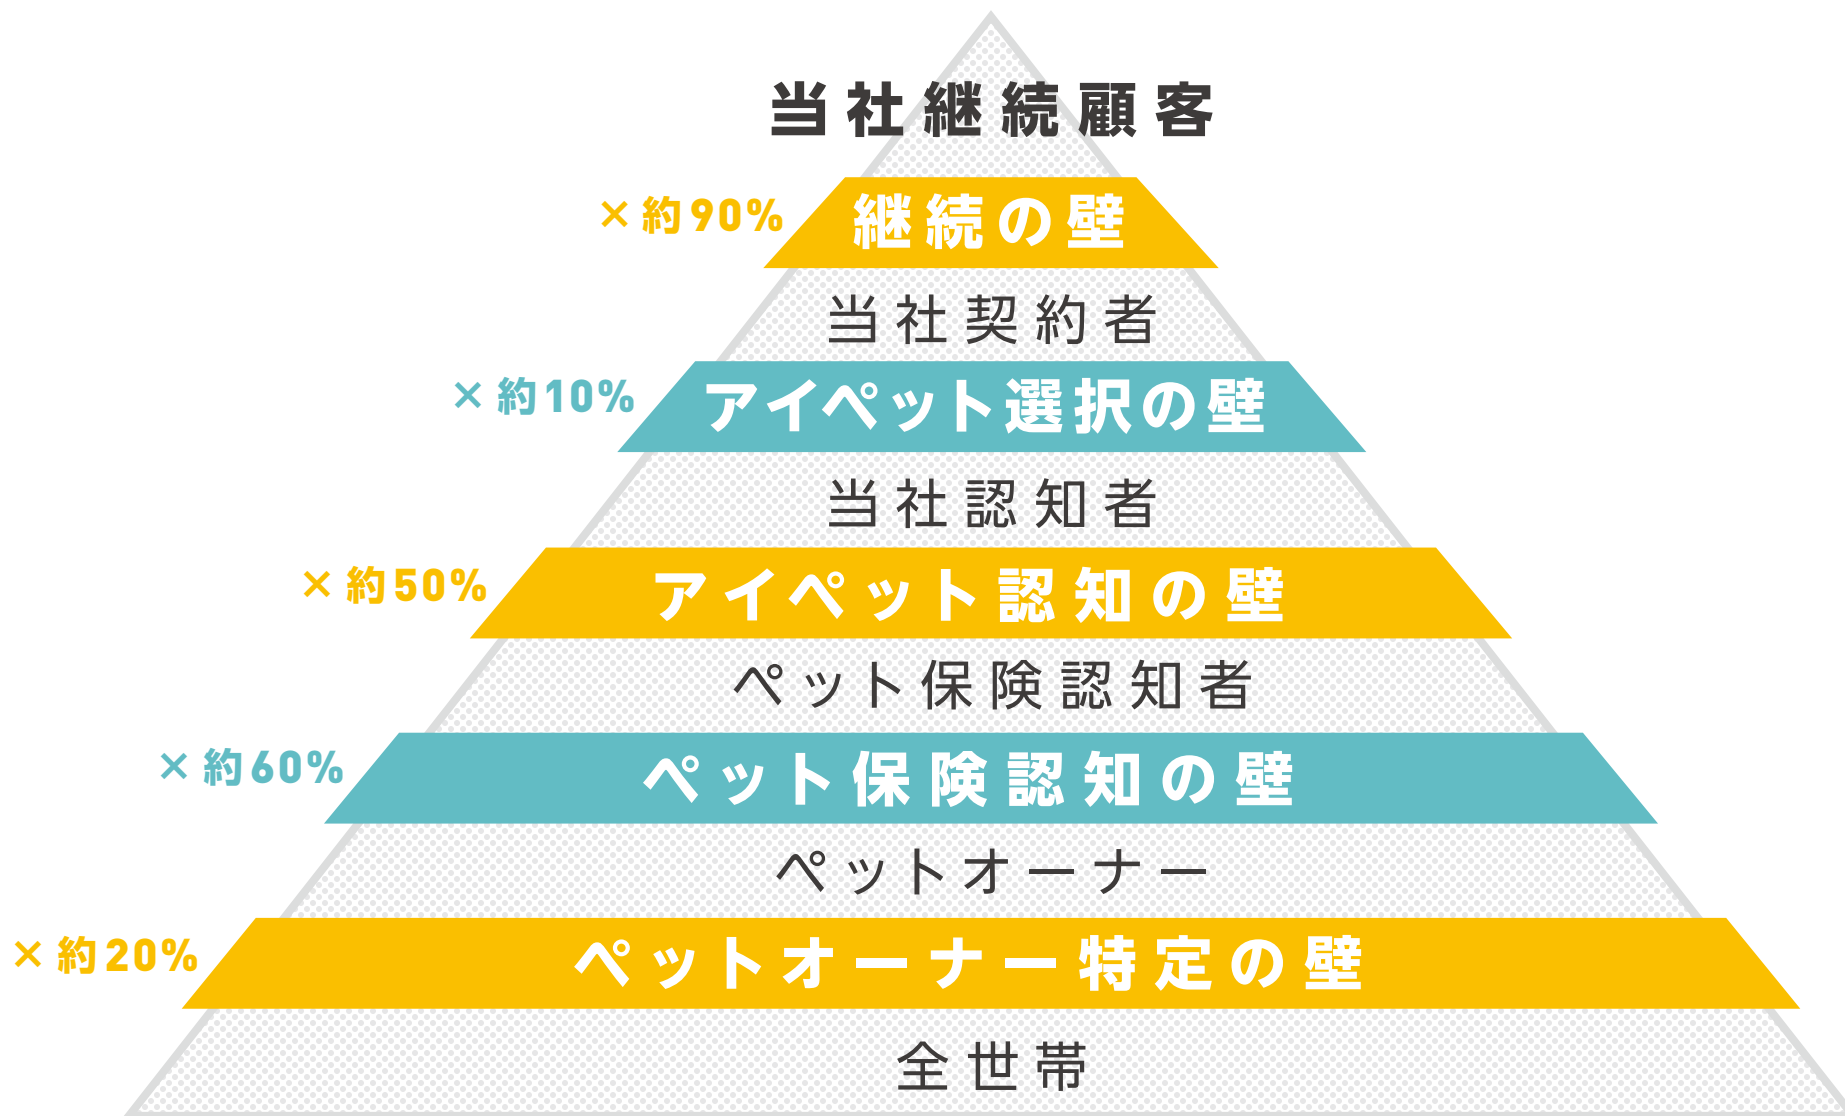 当社継続顧客
×約90%
継続の壁
当社契約者
×約10%
アイペット選択の壁
当社認知者
×約50%
アイペット認知の壁
ペット保険認知者
×約60%
ペット保険認知の壁
ペットオーナー
×約20%
ペットオーナー特定の壁
全世帯